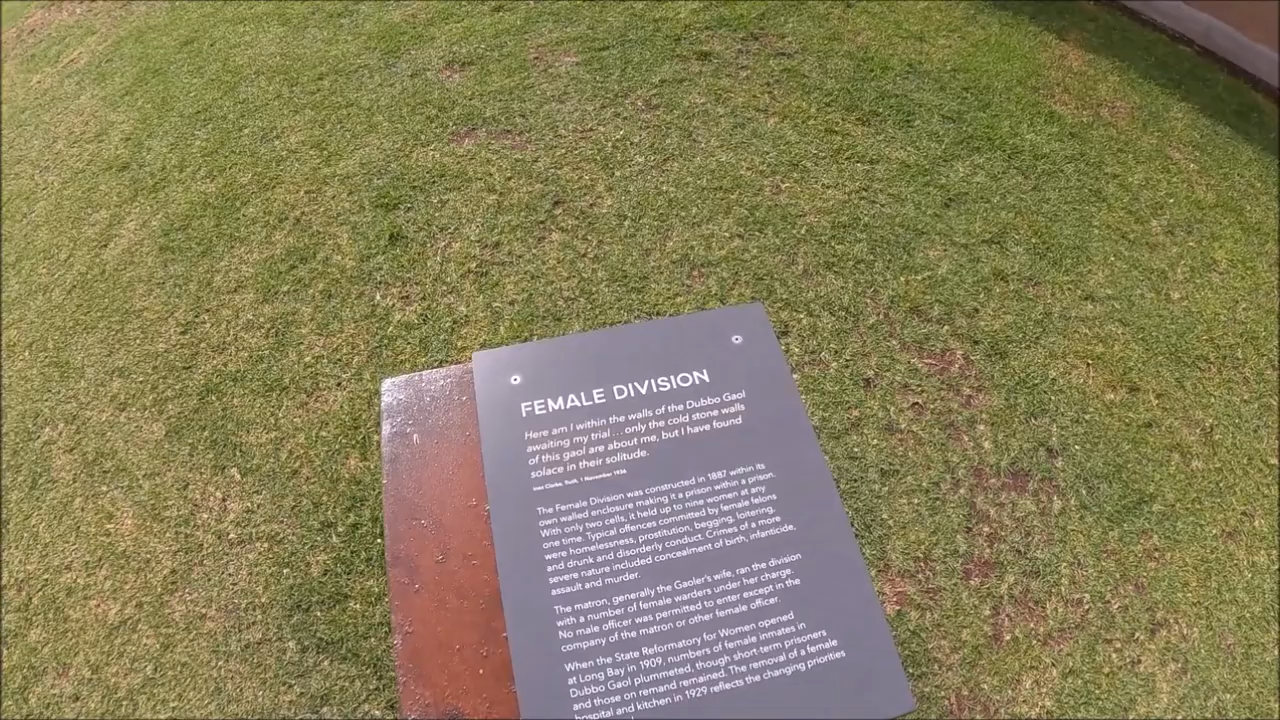 FEMALE DIVISION
Here am I within the walls of the Dubbo Gaol
awaiting my trial ... only the cold stone walls
of this gaol are about me, but I have found
solace in their solitude.
Ines Clarke, Truth, 1 November 1936
The Female Division was constructed in 1887 within its
own walled enclosure making it a prison within a prison.
With only two cells, it held up to nine women at any
one time. Typical offences committed by female felons
were homelessness, prostitution, begging, loitering,
and drunk and disorderly conduct. Crimes of a more
severe nature included concealment of birth, infanticide,
assault and murder.
The matron, generally the Gaoler's wife, ran the division
with a number of female warders under her charge.
No male officer was permitted to enter except in the
company of the matron or other female officer.
When the State Reformatory for Women opened
at Long Bay in 1909, numbers of female inmates in
Dubbo Gaol plummeted, though short-term prisoners
and those on remand remained. The removal of a female
hospital and kitchen in 1929 reflects the changing priorities